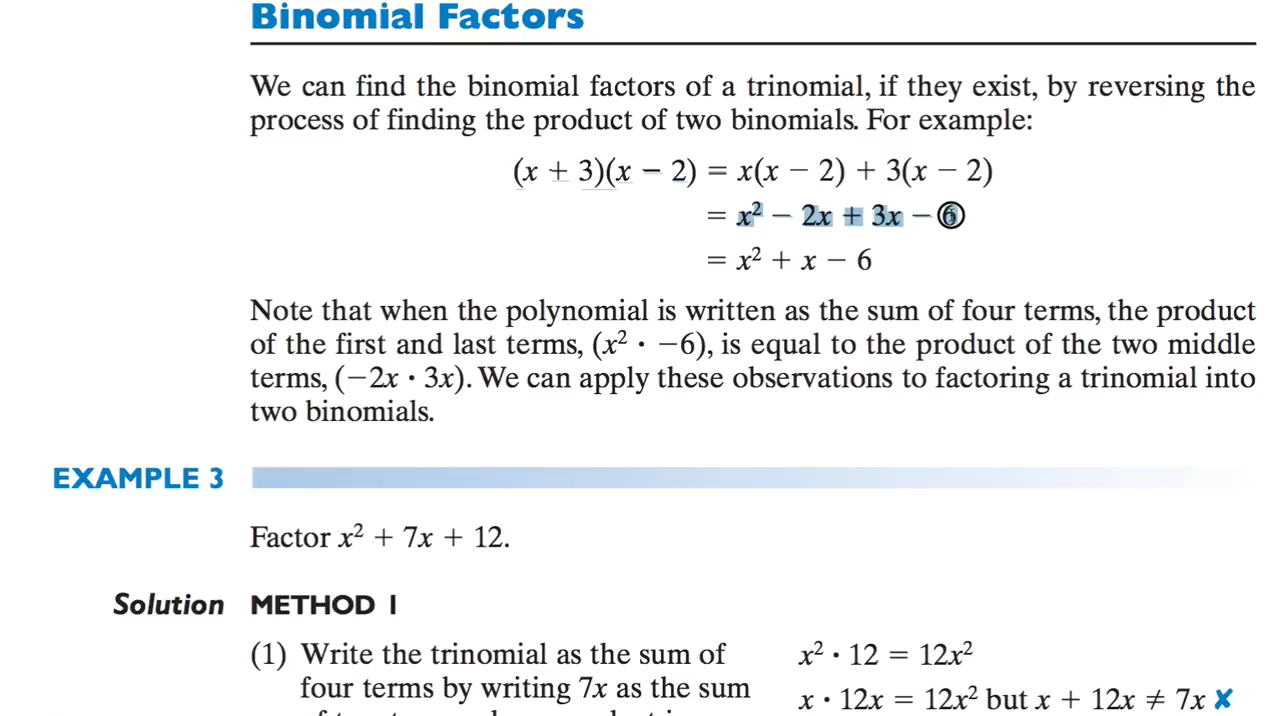 Binomial Factors
We can find the binomial factors of a trinomial, if they exist, by reversing the
process of finding the product of two binomials. For example:
(x + 3)(x − 2) = x(x − 2) + 3(x − 2)
= x² − 2x + 3x − 6
= x² + x − 6
Note that when the polynomial is written as the sum of four terms, the product
of the first and last terms, (x² · −6), is equal to the product of the two middle
terms, (−2x · 3x). We can apply these observations to factoring a trinomial into
two binomials.
EXAMPLE 3
Factor x² + 7x + 12.
Solution METHOD 1
(1) Write the trinomial as the sum of x² · 12 = 12x²
four terms by writing 7x as the sum x · 12x = 12x² but x + 12x ≠ 7x ✘